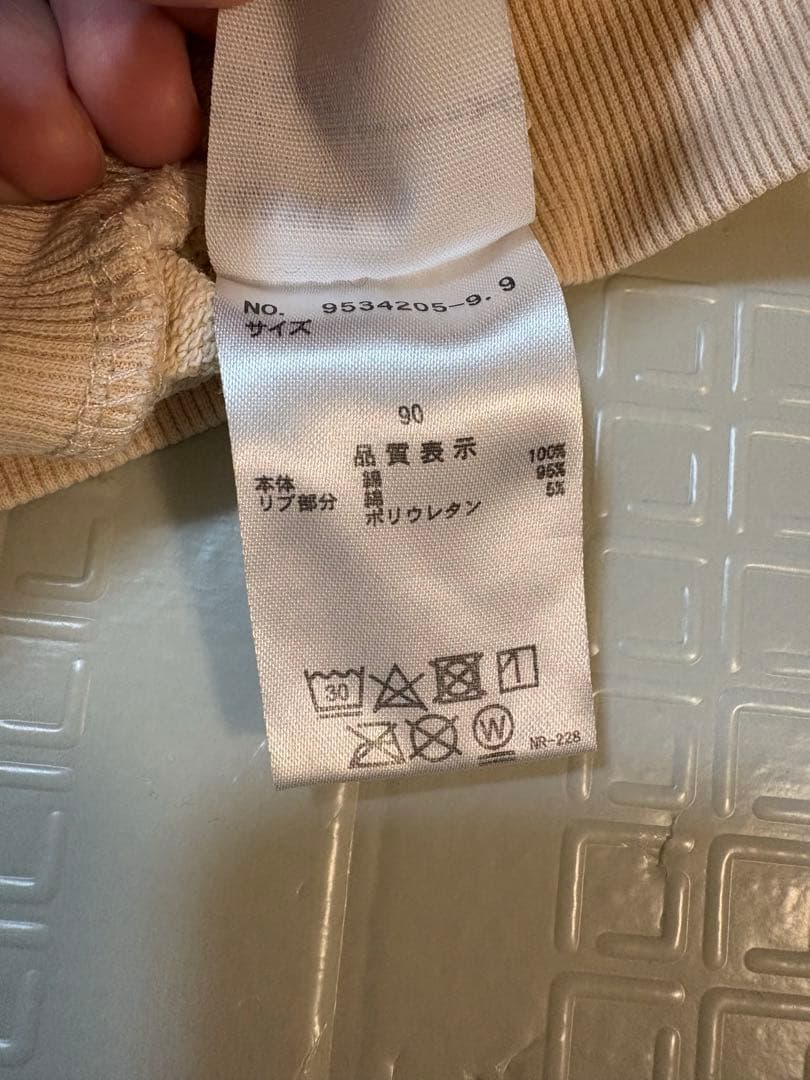 No. 9534205-9.9
サイズ
90
品質表示
本体 綿 100%
リブ部分 綿 95%
ポリウレタン 5%
30
W
NR-228